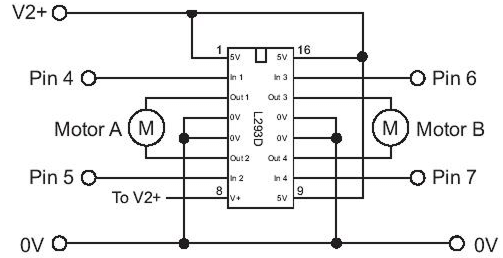 V2+
1
5V
5V
16
Pin 4
In 1
In 3
Pin 6
Out 1
Out 3
Motor A
M
0V
L293D
0V
M
Motor B
0V
0V
Out 2
Out 4
Pin 5
In 2
In 4
Pin 7
To V2+
8
V+
5V
9
0V
0V